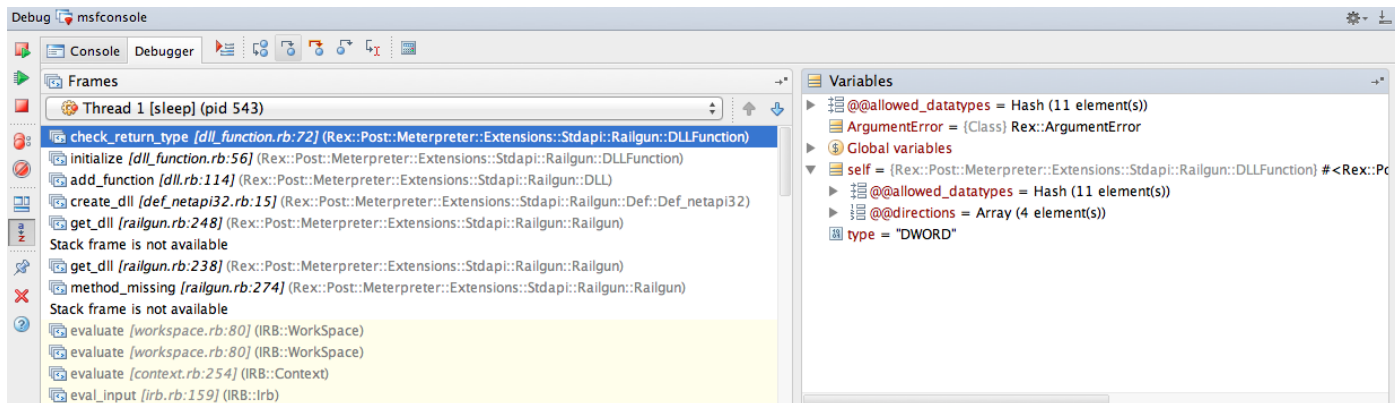 Debug msfconsole
Console Debugger
Frames
Thread 1 [sleep] (pid 543)
check_return_type [dll_function.rb:72] (Rex::Post::Meterpreter::Extensions::Stdapi::Railgun::DLLFunction)
initialize [dll_function.rb:56] (Rex::Post::Meterpreter::Extensions::Stdapi::Railgun::DLLFunction)
add_function [dll.rb:114] (Rex::Post::Meterpreter::Extensions::Stdapi::Railgun::DLL)
create_dll [def_netapi32.rb:15] (Rex::Post::Meterpreter::Extensions::Stdapi::Railgun::Def::Def_netapi32)
get_dll [railgun.rb:248] (Rex::Post::Meterpreter::Extensions::Stdapi::Railgun::Railgun)
Stack frame is not available
get_dll [railgun.rb:238] (Rex::Post::Meterpreter::Extensions::Stdapi::Railgun::Railgun)
method_missing [railgun.rb:274] (Rex::Post::Meterpreter::Extensions::Stdapi::Railgun::Railgun)
Stack frame is not available
evaluate [workspace.rb:80] (IRB::WorkSpace)
evaluate [workspace.rb:80] (IRB::WorkSpace)
evaluate [context.rb:254] (IRB::Context)
eval_input [irb.rb:159] (IRB::Irb)
Variables
@@allowed_datatypes = Hash (11 element(s))
ArgumentError = {Class} Rex::ArgumentError
Global variables
self = {Rex::Post::Meterpreter::Extensions::Stdapi::Railgun::DLLFunction} #<Rex::Po
@@allowed_datatypes = Hash (11 element(s))
@@directions = Array (4 element(s))
type = "DWORD"